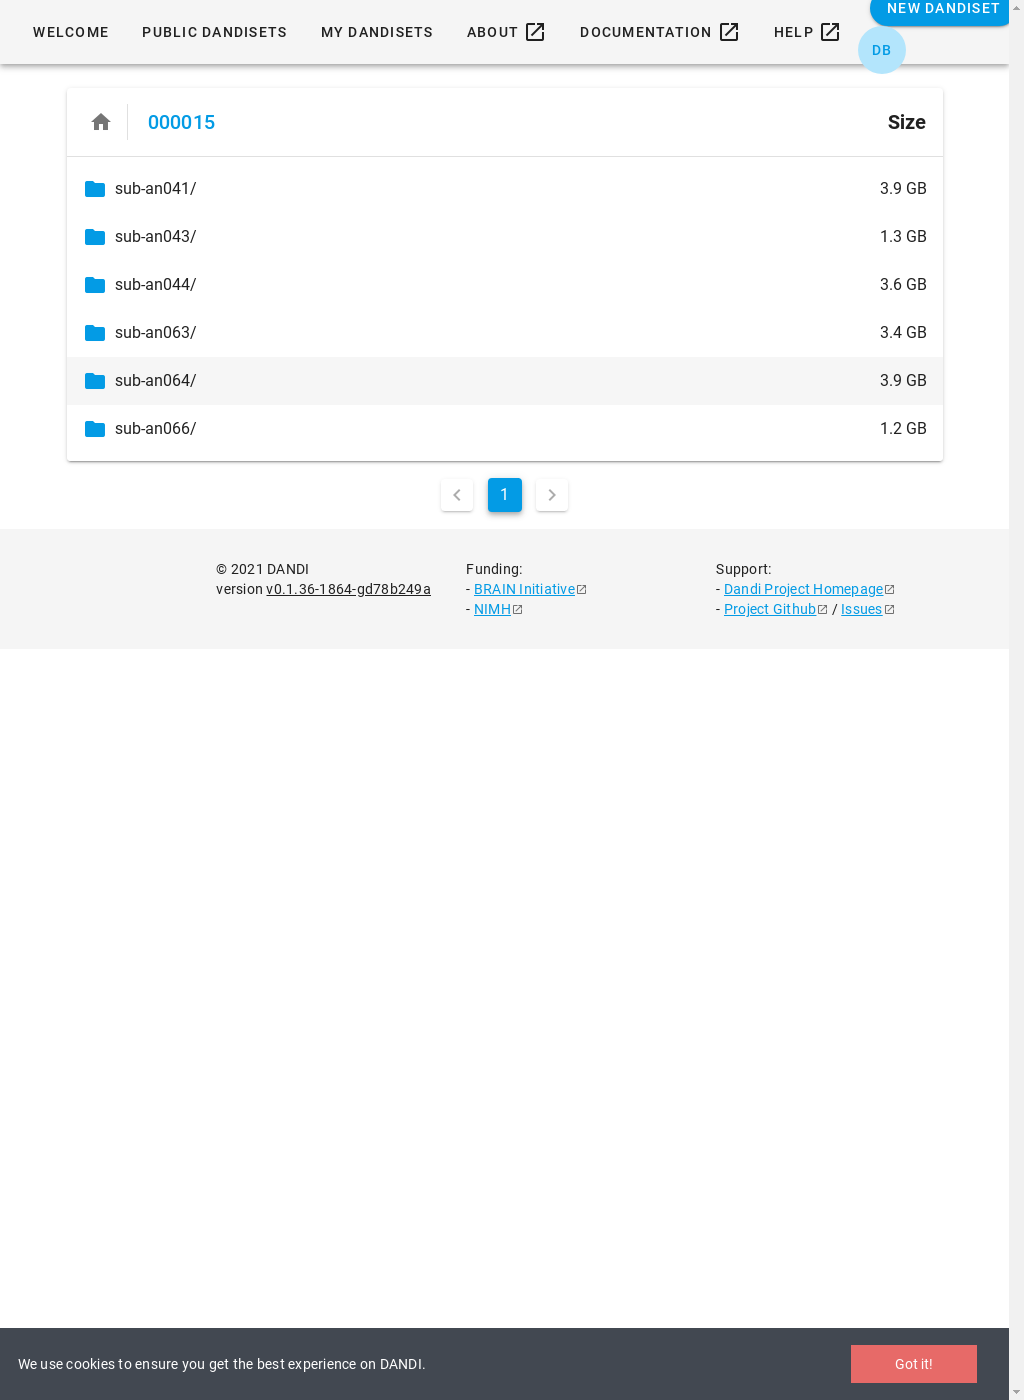 NEW DANDISET
WELCOME PUBLIC DANDISETS MY DANDISETS ABOUT DOCUMENTATION HELP
DB
000015 Size
sub-an041/ 3.9 GB
sub-an043/ 1.3 GB
sub-an044/ 3.6 GB
sub-an063/ 3.4 GB
sub-an064/ 3.9 GB
sub-an066/ 1.2 GB
1
© 2021 DANDI
version v0.1.36-1864-gd78b249a
Funding:
- BRAIN Initiative
- NIMH
Support:
- Dandi Project Homepage
- Project Github / Issues
We use cookies to ensure you get the best experience on DANDI.
Got it!